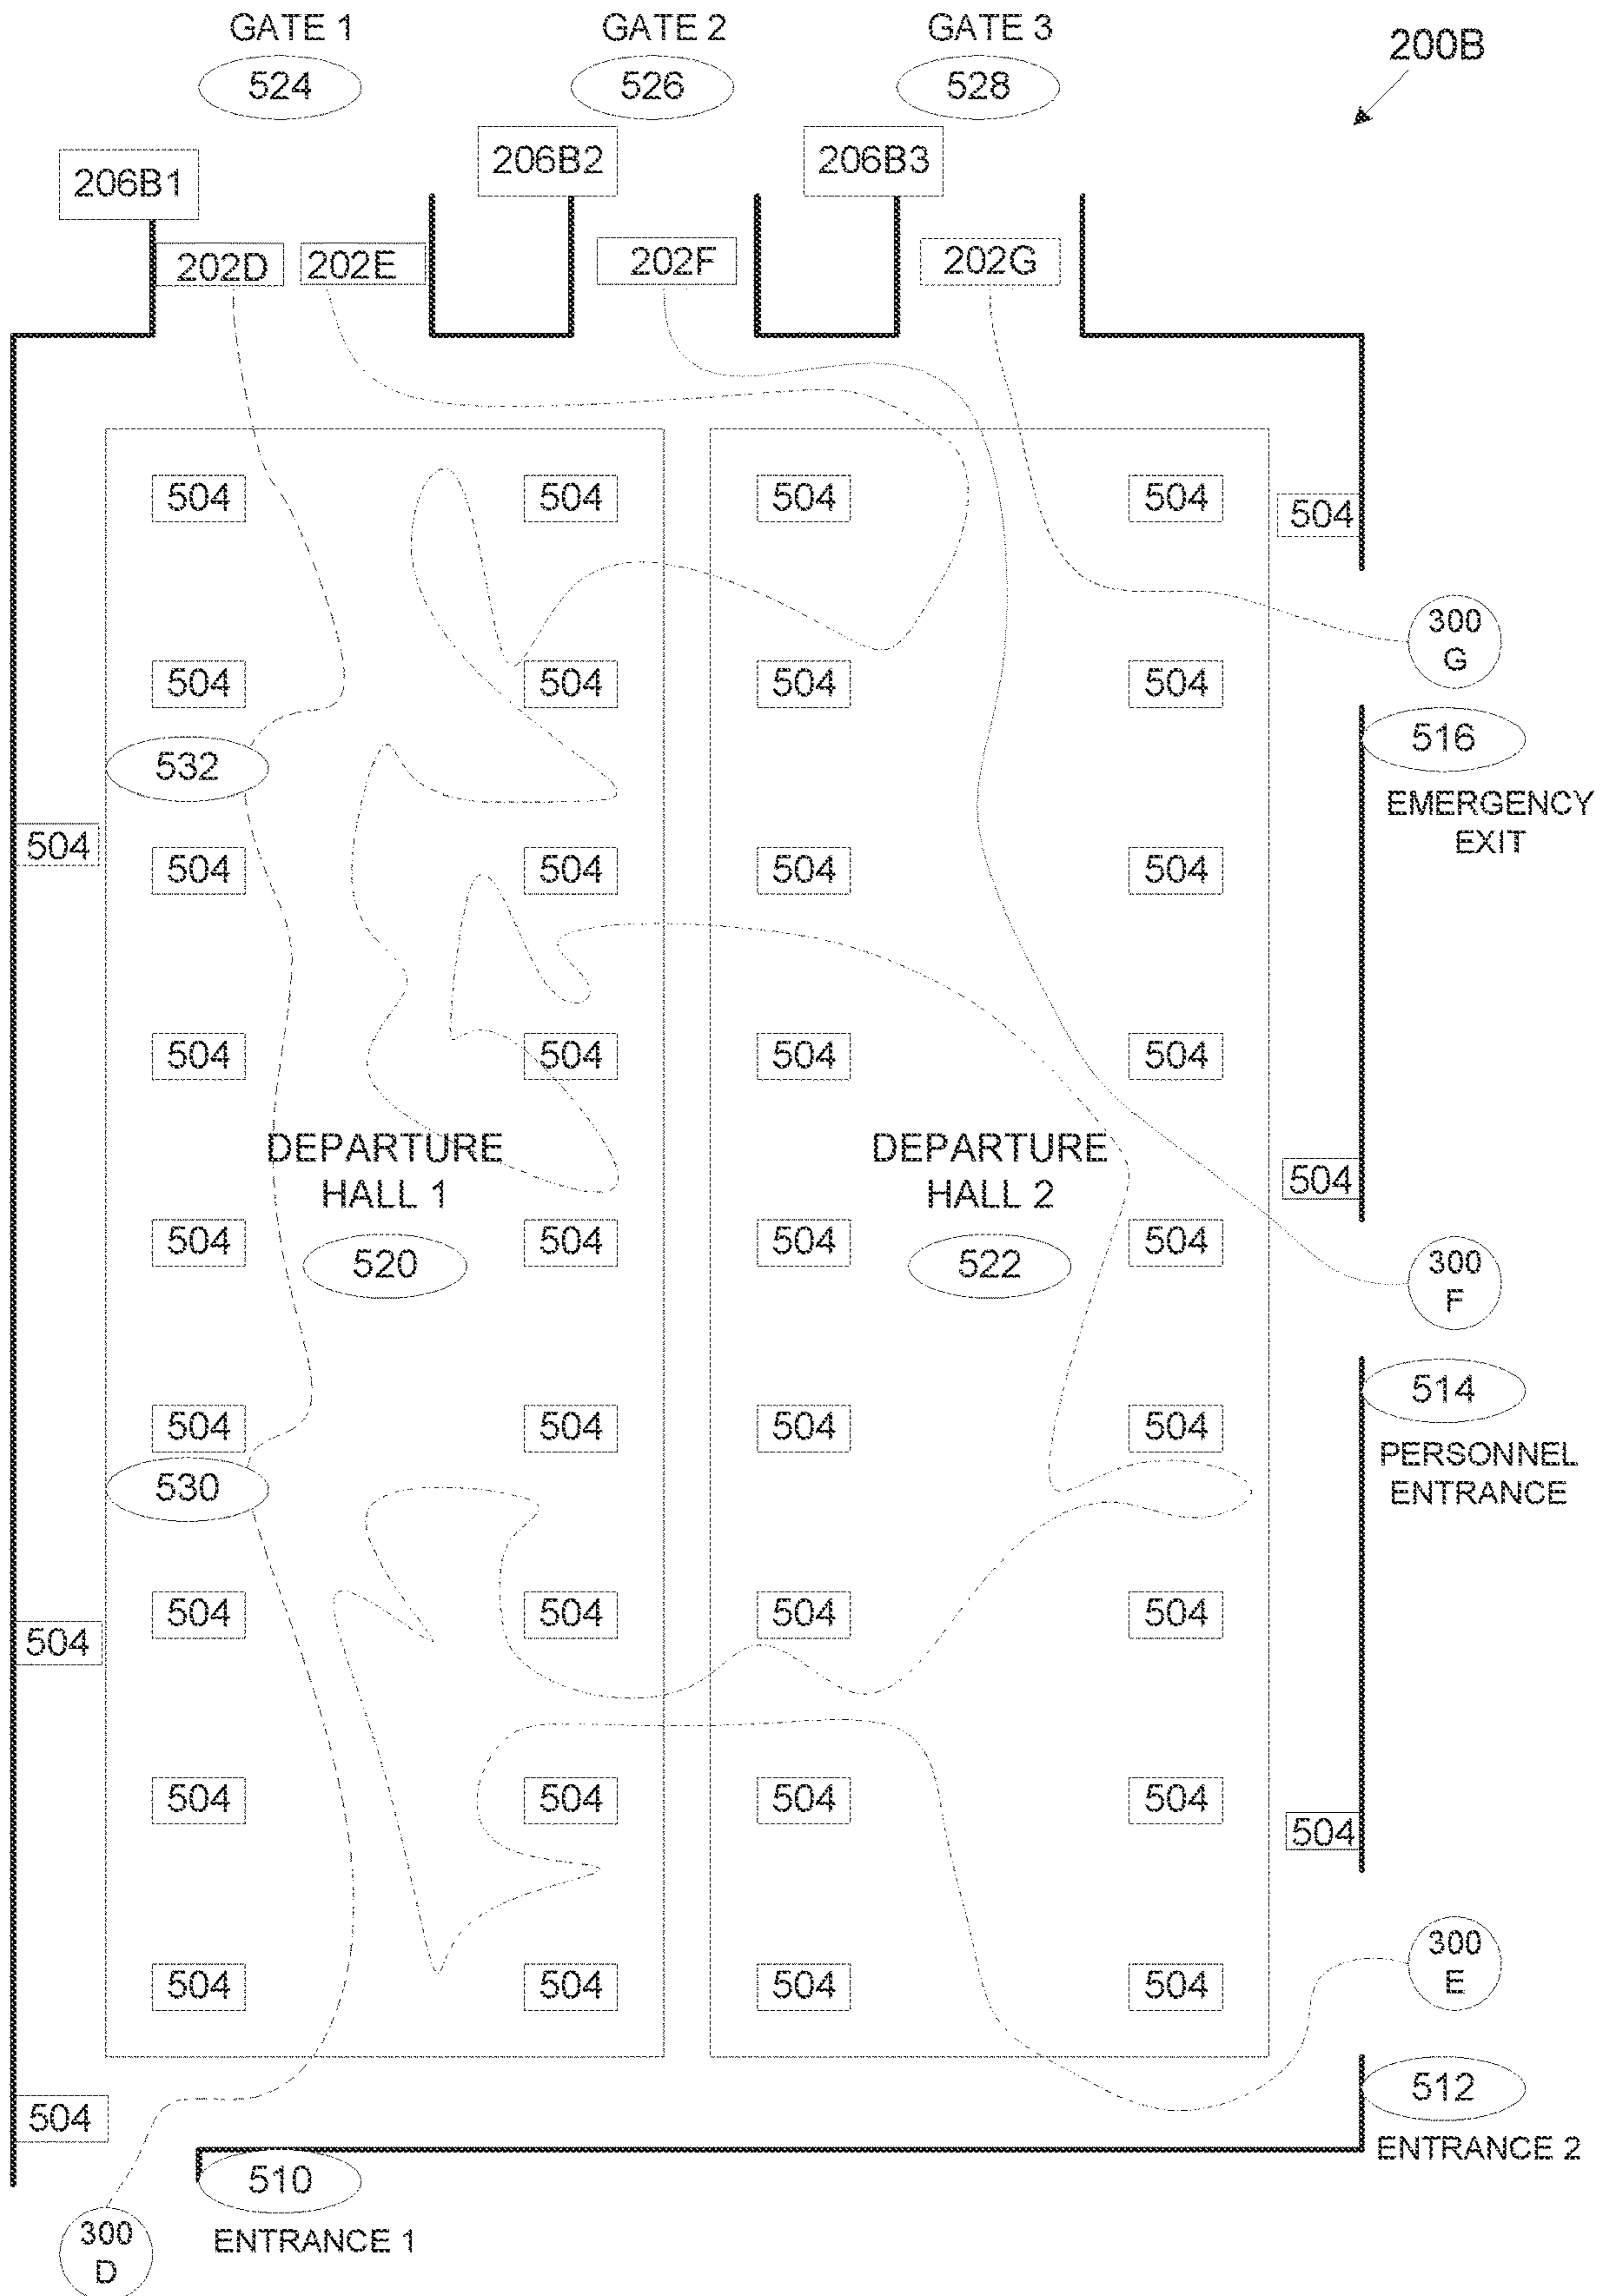 GATE 1 GATE 2 GATE 3
200B
524 526 528
206B1 206B2 206B3
202D 202E 202F 202G
504 504 504 504 504
300
G
504 504 504 504
516
532
EMERGENCY
EXIT
504
504 504 504 504
504 504 504 504
DEPARTURE
HALL 1
DEPARTURE
HALL 2
504
504 504 504 504
520 522
300
F
514
504 504 504 504
PERSONNEL
ENTRANCE
530
504 504 504 504
504
504 504 504 504
504
300
E
504 504 504 504
512
504
ENTRANCE 2
510
300
D
ENTRANCE 1